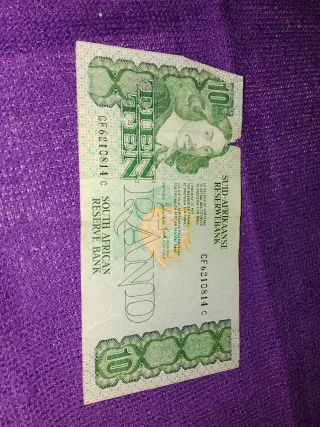 10
SUID-AFRIKAANSE
RESERWEBANK
CF6210814 C
TIEN
TEN
RAND
CF6210814 C
SOUTH AFRICAN
RESERVE BANK
10